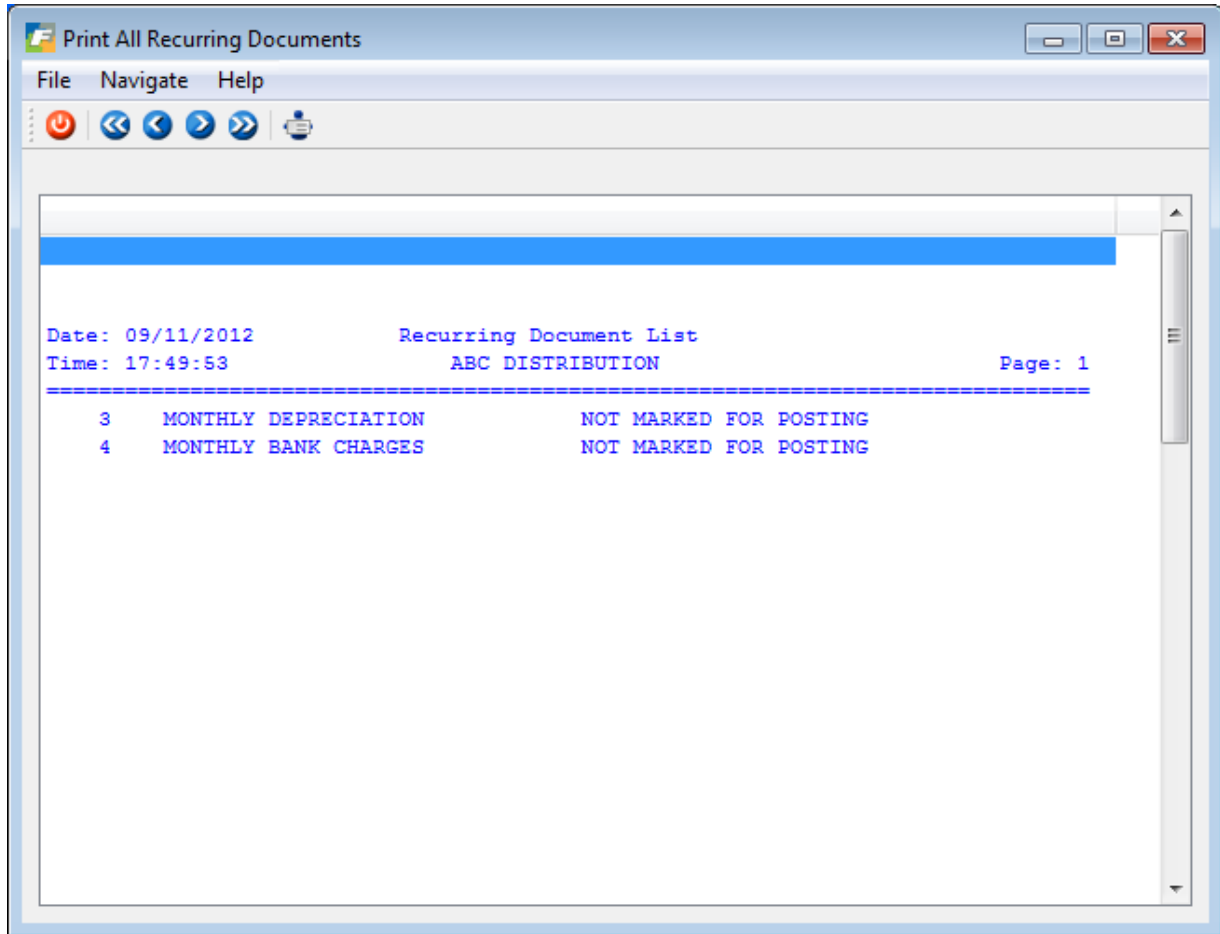 Print All Recurring Documents
File Navigate Help
Date: 09/11/2012 Recurring Document List
Time: 17:49:53 ABC DISTRIBUTION Page: 1
================================================================================
3 MONTHLY DEPRECIATION NOT MARKED FOR POSTING
4 MONTHLY BANK CHARGES NOT MARKED FOR POSTING